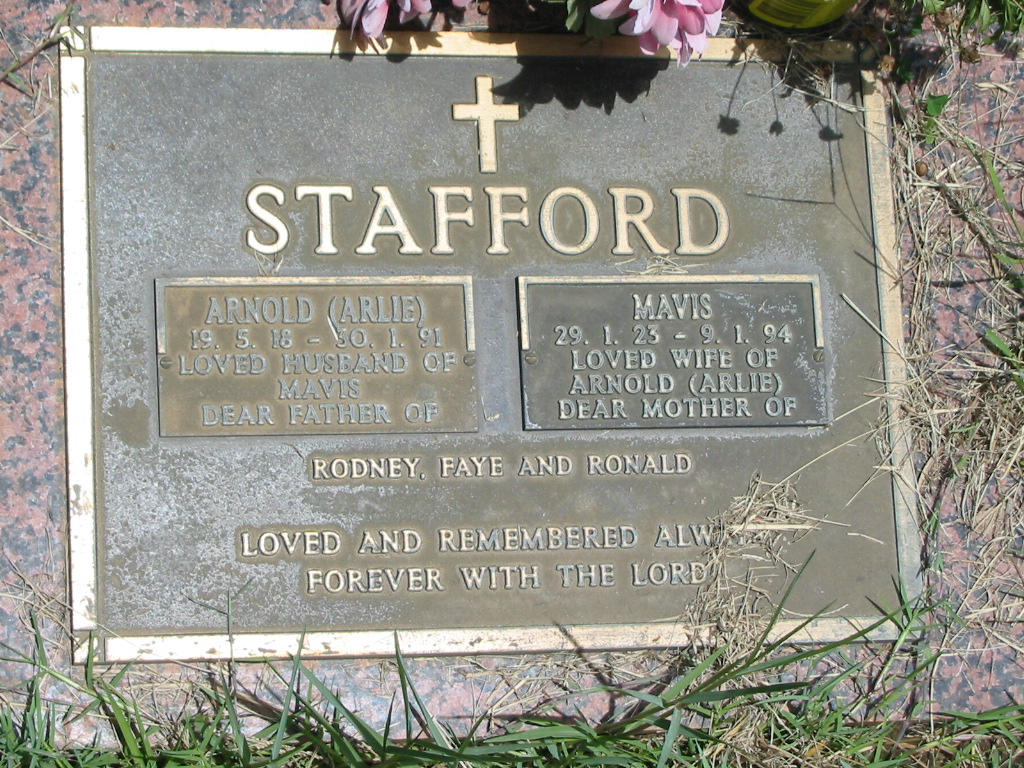 STAFFORD
ARNOLD (ARLIE)
19. 5. 18 - 30. 1. 91
LOVED HUSBAND OF
MAVIS
DEAR FATHER OF
MAVIS
29. 1. 23 - 9. 1. 94
LOVED WIFE OF
ARNOLD (ARLIE)
DEAR MOTHER OF
RODNEY, FAYE AND RONALD
LOVED AND REMEMBERED
FOREVER WITH THE LORD